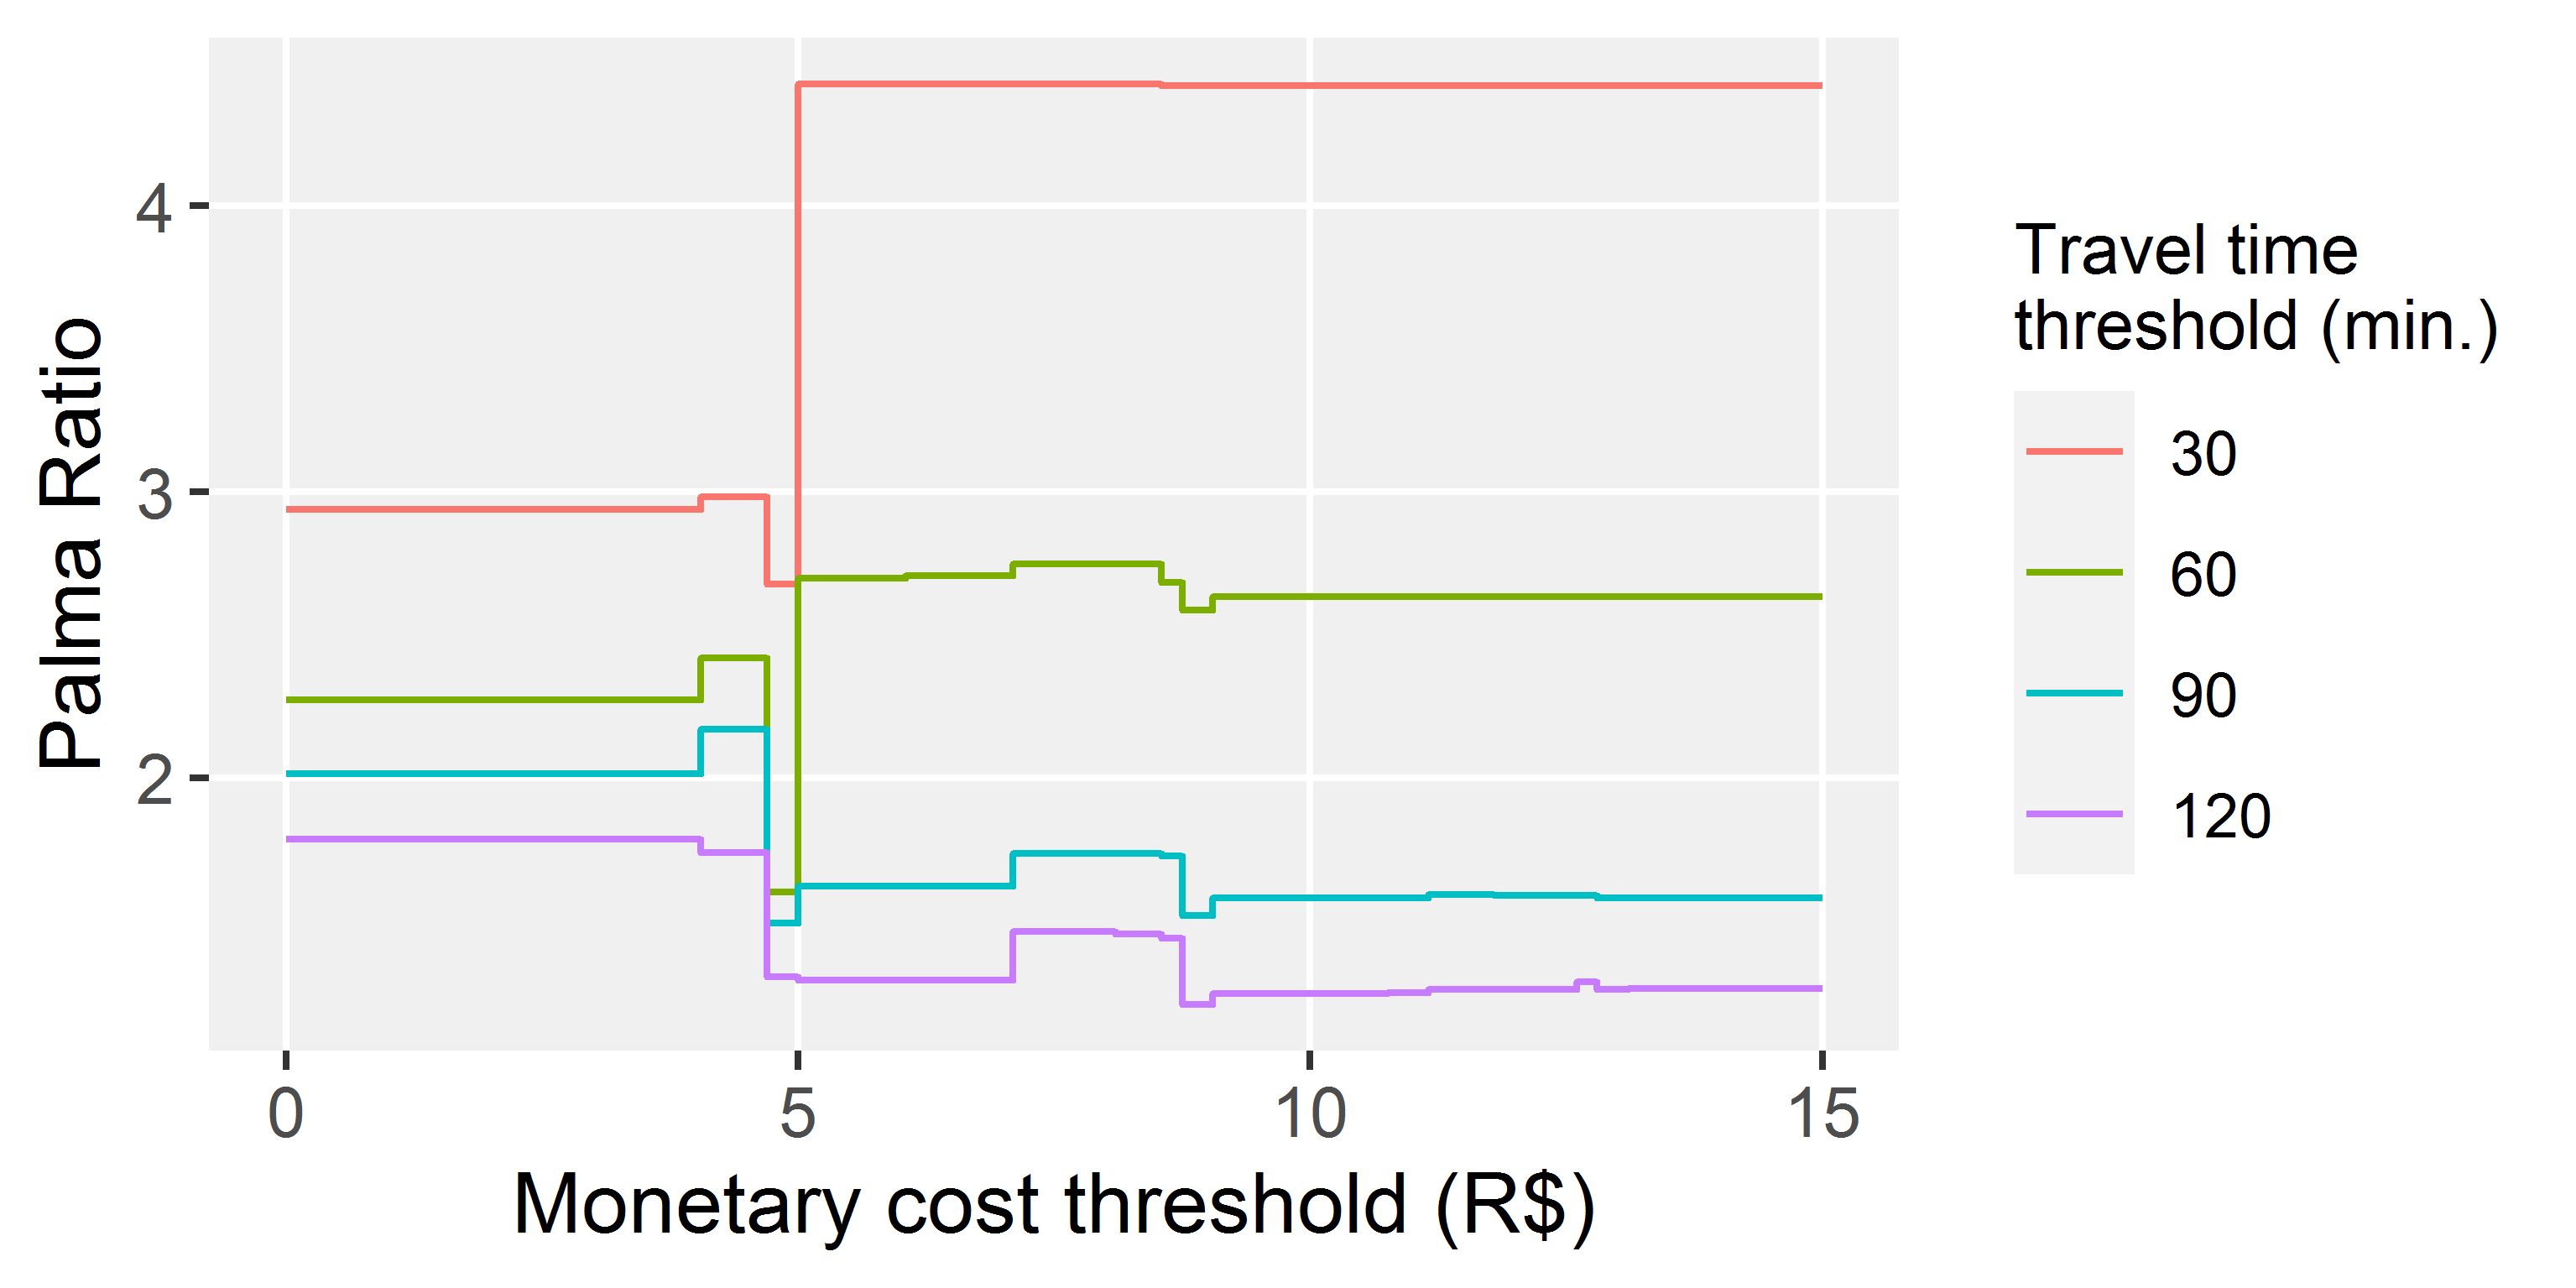 4
3
2
Palma Ratio
0 5 10 15
Monetary cost threshold (R$)
Travel time
threshold (min.)
30
60
90
120